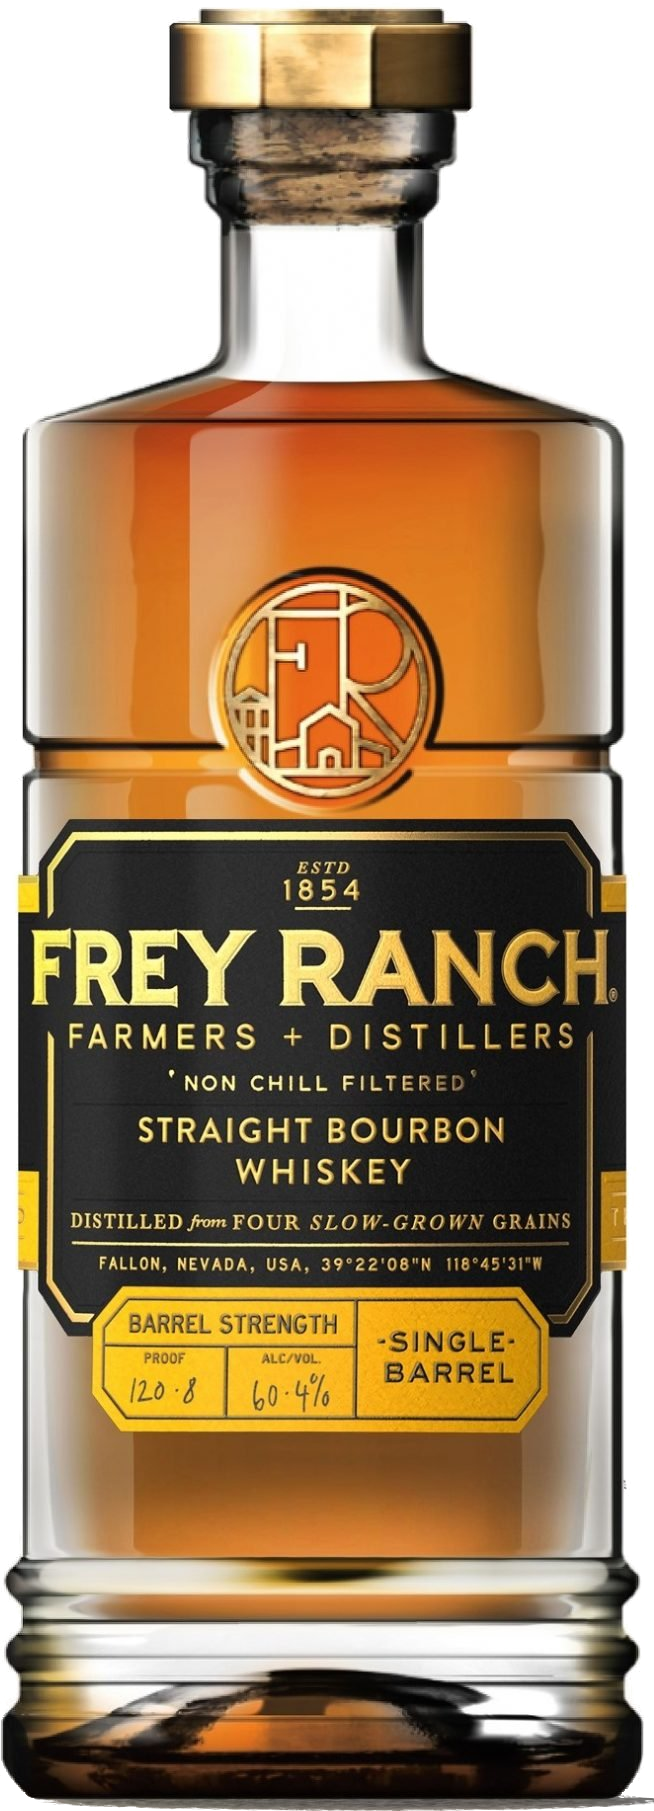 FR
ESTD
1854
FREY RANCH®
FARMERS + DISTILLERS
'NON CHILL FILTERED'
STRAIGHT BOURBON
WHISKEY
DISTILLED from FOUR SLOW-GROWN GRAINS
FALLON, NEVADA, USA, 39°22'08"N 118°45'31"W
BARREL STRENGTH
PROOF
120.8
ALC/VOL.
60.4%
-SINGLE-
BARREL